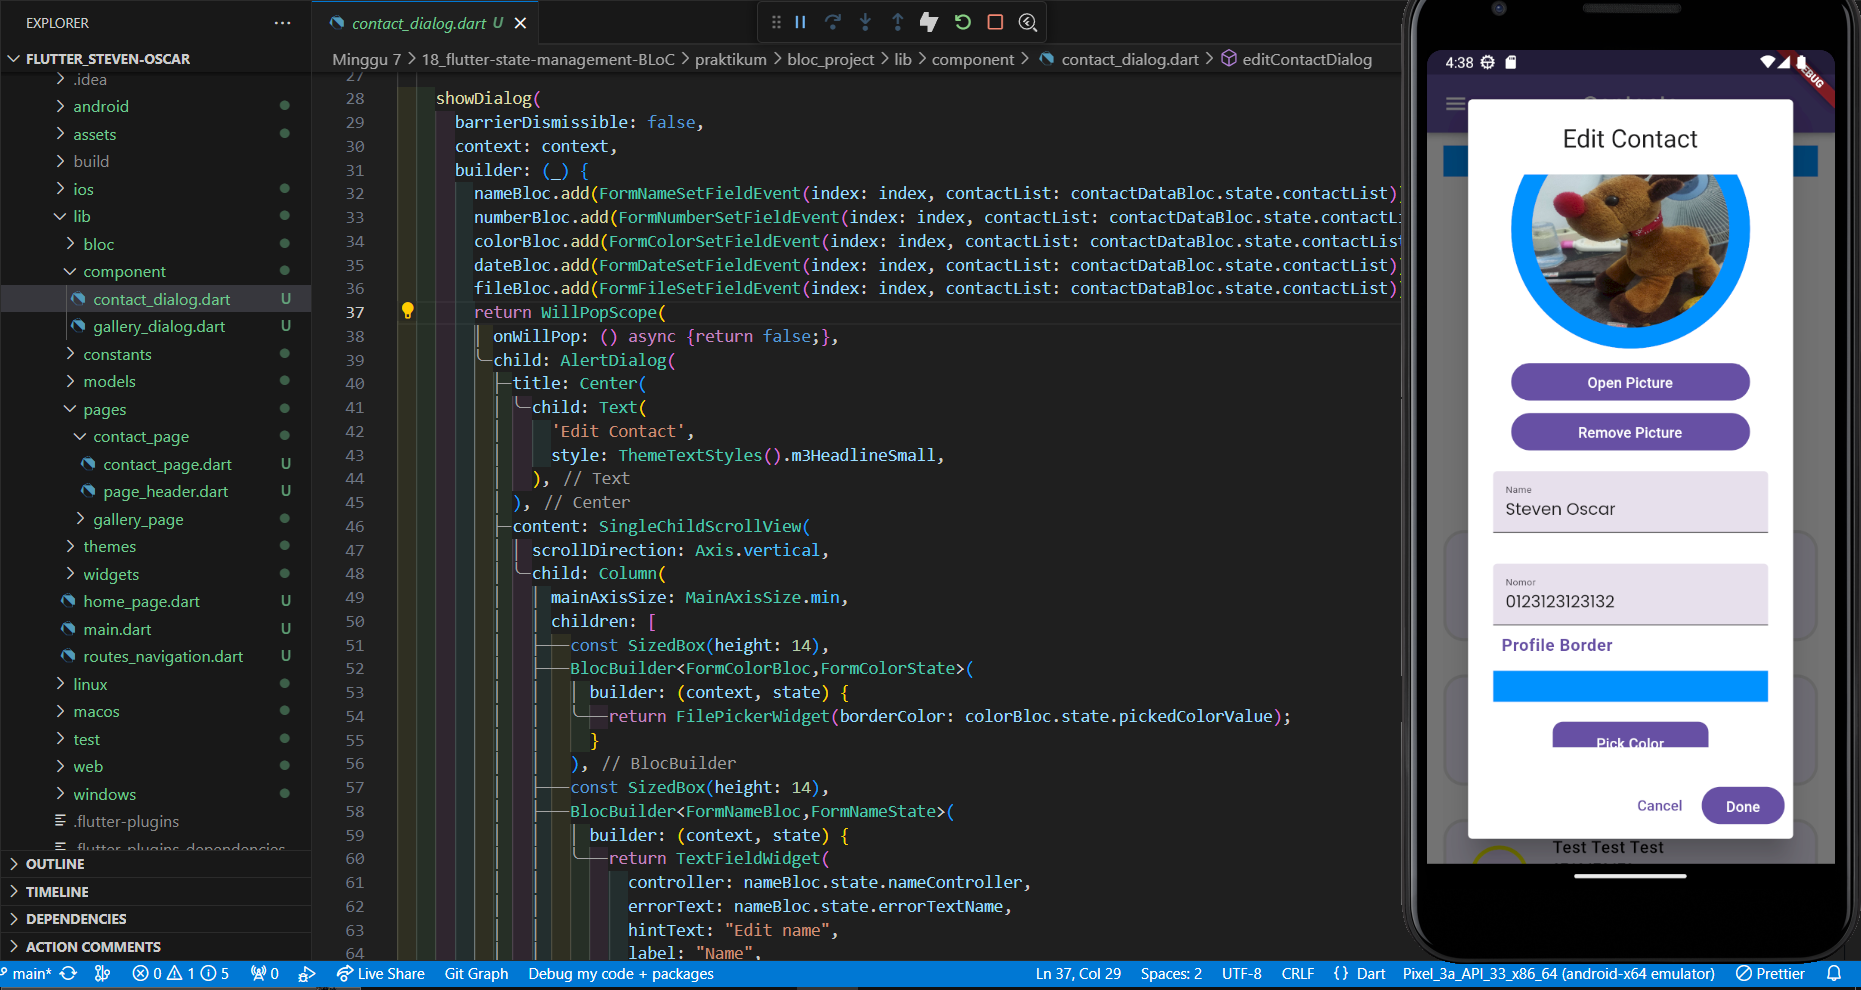 EXPLORER
contact_dialog.dart U
FLUTTER_STEVEN-OSCAR
.idea
android
assets
build
ios
lib
bloc
component
contact_dialog.dart U
gallery_dialog.dart U
constants
models
pages
contact_page
contact_page.dart U
page_header.dart U
gallery_page
themes
widgets
home_page.dart U
main.dart U
routes_navigation.dart U
linux
macos
test
web
windows
.flutter-plugins
.flutter-plugins-dependencies
OUTLINE
TIMELINE
DEPENDENCIES
ACTION COMMENTS
Minggu 7 > 18_flutter-state-management-BLoC > praktikum > bloc_project > lib > component > contact_dialog.dart > editContactDialog
27
28 showDialog(
29 barrierDismissible: false,
30 context: context,
31 builder: (_) {
32 nameBloc.add(FormNameSetFieldEvent(index: index, contactList: contactDataBloc.state.contactList)
33 numberBloc.add(FormNumberSetFieldEvent(index: index, contactList: contactDataBloc.state.contactL
34 colorBloc.add(FormColorSetFieldEvent(index: index, contactList: contactDataBloc.state.contactList
35 dateBloc.add(FormDateSetFieldEvent(index: index, contactList: contactDataBloc.state.contactList)
36 fileBloc.add(FormFileSetFieldEvent(index: index, contactList: contactDataBloc.state.contactList)
37 return WillPopScope(
38 onWillPop: () async {return false;},
39 child: AlertDialog(
40 title: Center(
41 child: Text(
42 'Edit Contact',
43 style: ThemeTextStyles().m3HeadlineSmall,
44 ), // Text
45 ), // Center
46 content: SingleChildScrollView(
47 scrollDirection: Axis.vertical,
48 child: Column(
49 mainAxisSize: MainAxisSize.min,
50 children: [
51 const SizedBox(height: 14),
52 BlocBuilder<FormColorBloc,FormColorState>(
53 builder: (context, state) {
54 return FilePickerWidget(borderColor: colorBloc.state.pickedColorValue);
55 }
56 ), // BlocBuilder
57 const SizedBox(height: 14),
58 BlocBuilder<FormNameBloc,FormNameState>(
59 builder: (context, state) {
60 return TextFieldWidget(
61 controller: nameBloc.state.nameController,
62 errorText: nameBloc.state.errorTextName,
63 hintText: "Edit name",
64 label: "Name",
4:38
Edit Contact
Open Picture
Remove Picture
Name
Steven Oscar
Nomor
0123123123132
Profile Border
Pick Color
Cancel Done
Test Test Test
main* 0 1 5 0 Live Share Git Graph Debug my code + packages Ln 37, Col 29 Spaces: 2 UTF-8 CRLF {} Dart Pixel_3a_API_33_x86_64 (android-x64 emulator) Prettier